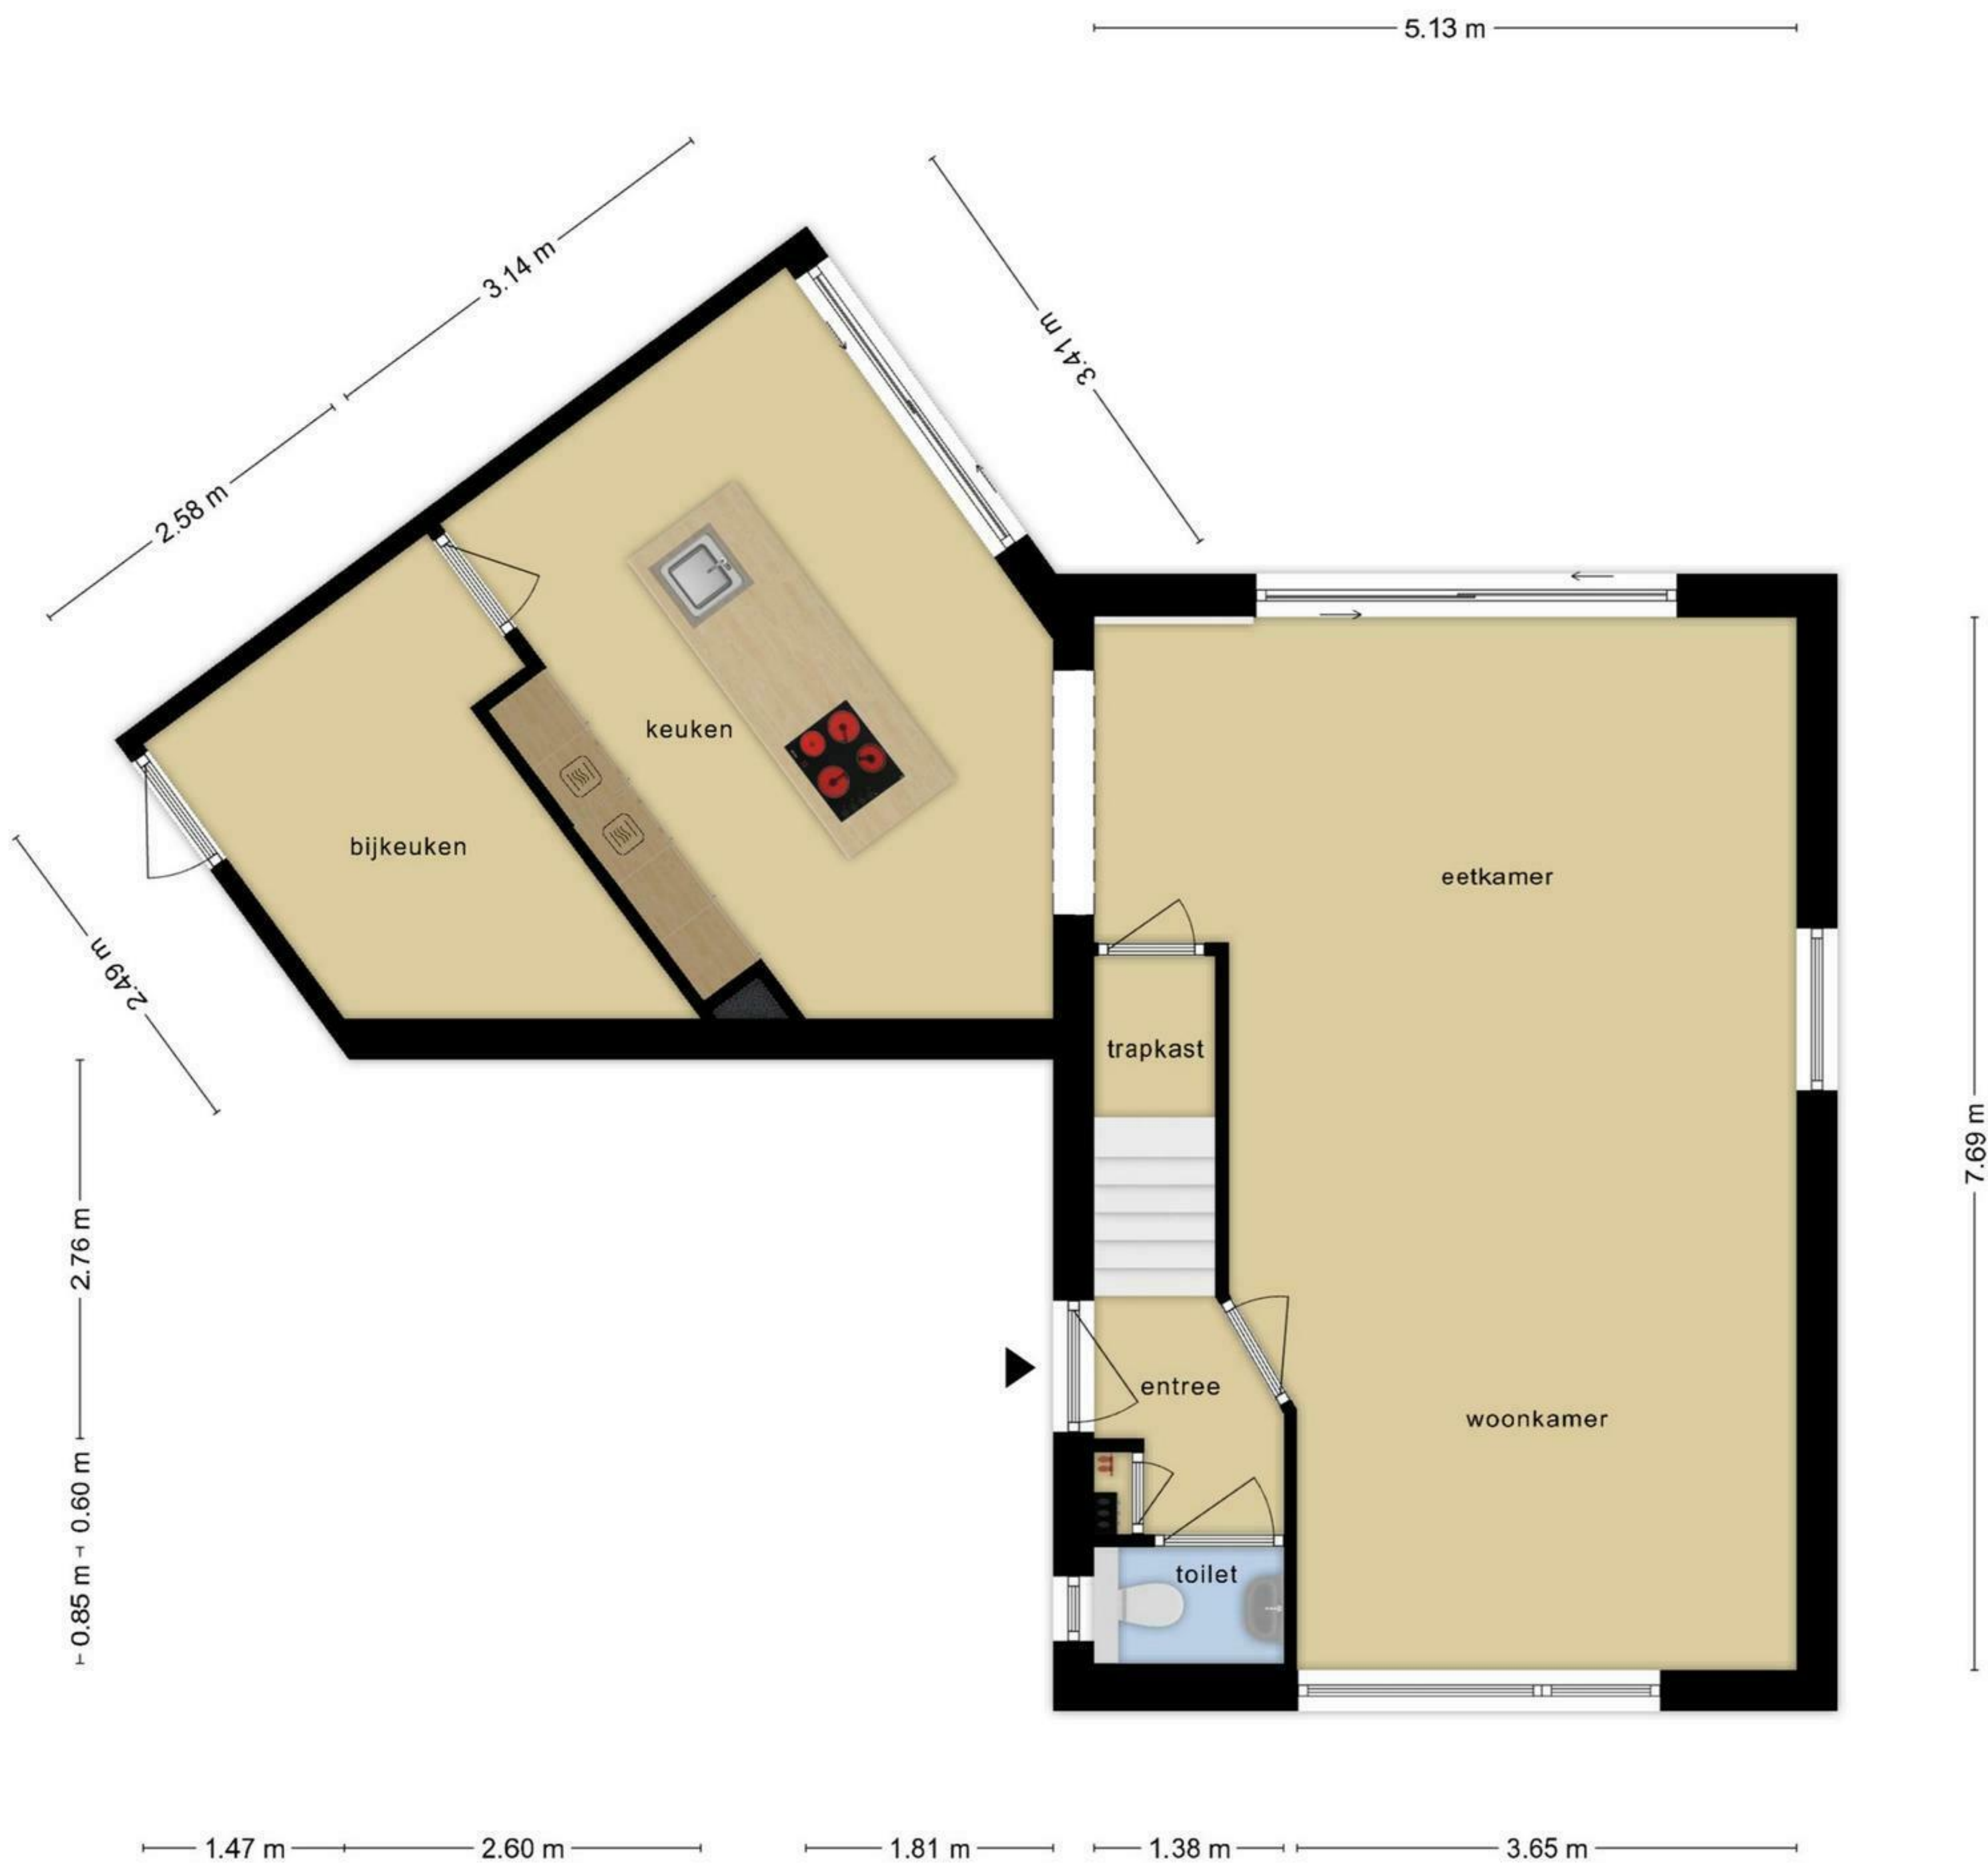 5.13 m
3.14 m
3.41 m
2.58 m
keuken
bijkeuken
eetkamer
2.49 m
trapkast
7.69 m
2.76 m
entree
woonkamer
0.60 m
toilet
0.85 m
1.47 m
2.60 m
1.81 m
1.38 m
3.65 m